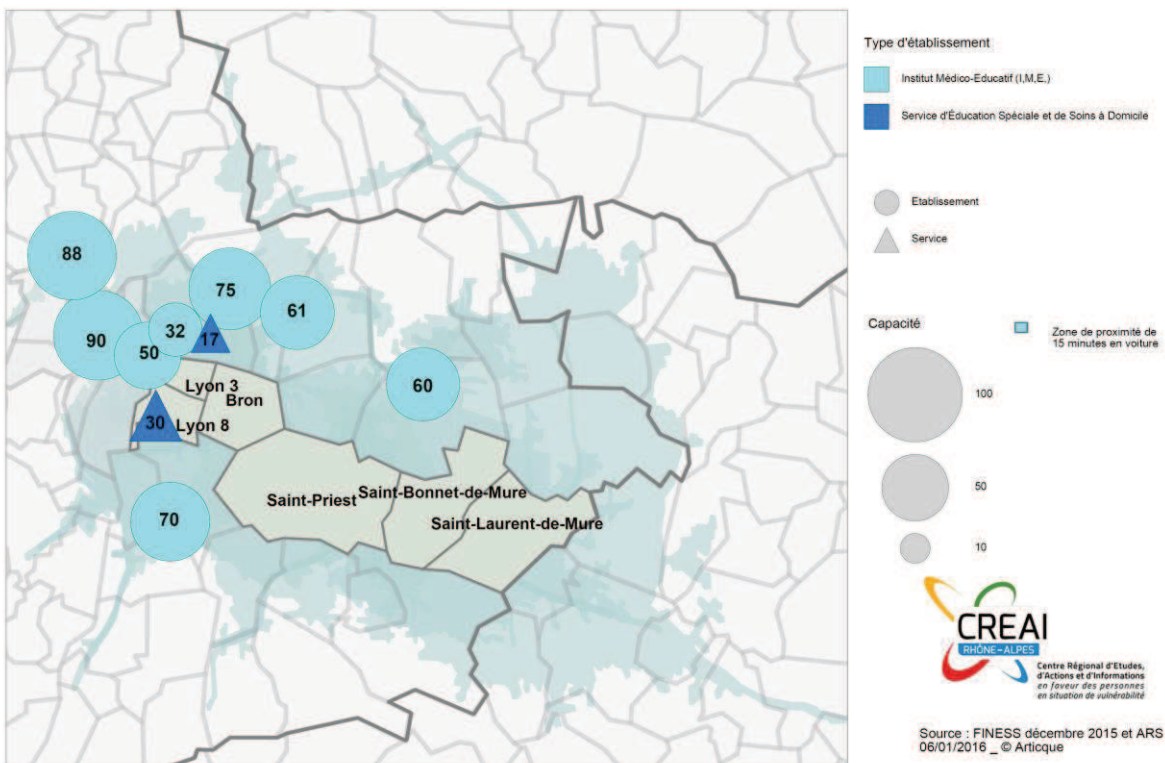 88
75
61
32
17
90
50
60
Lyon 3
Bron
30
Lyon 8
Saint-Priest
Saint-Bonnet-de-Mure
Saint-Laurent-de-Mure
70
Type d'établissement
Institut Médico-Educatif (I,M,E,)
Service d'Éducation Spéciale et de Soins à Domicile
Etablissement
Service
Capacité
100
50
10
Zone de proximité de
15 minutes en voiture
CREAI
RHÔNE-ALPES
Centre Régional d'Etudes,
d'Actions et d'Informations
en faveur des personnes
en situation de vulnérabilité
Source : FINESS décembre 2015 et ARS
06/01/2016 _ © Articque